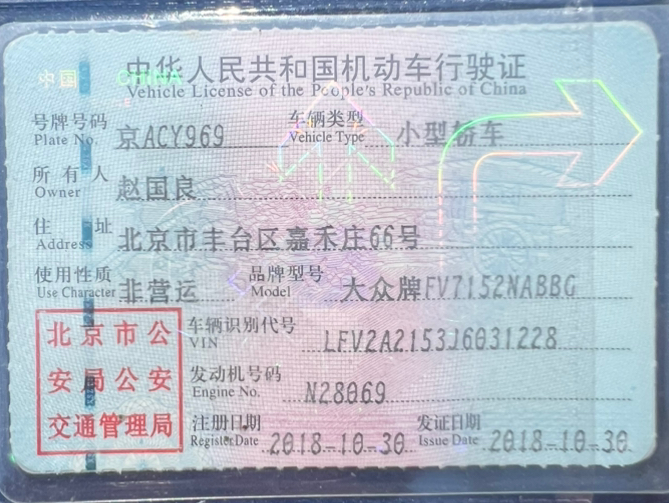 中国 CHINA
中华人民共和国机动车行驶证
Vehicle License of the People's Republic of China
号牌号码 京ACY969 车辆类型 小型轿车
Plate No. Vehicle Type
所有人 赵国良
Owner
住址 北京市丰台区嘉禾庄66号
Address
使用性质 非营运 品牌型号 大众牌FV7152NABBG
Use Character Model
北京市公安局公安交通管理局
车辆识别代号 LFV2A2153J6031228
VIN
发动机号码 N28069
Engine No.
注册日期 2018-10-30 发证日期 2018-10-30
Register Date Issue Date